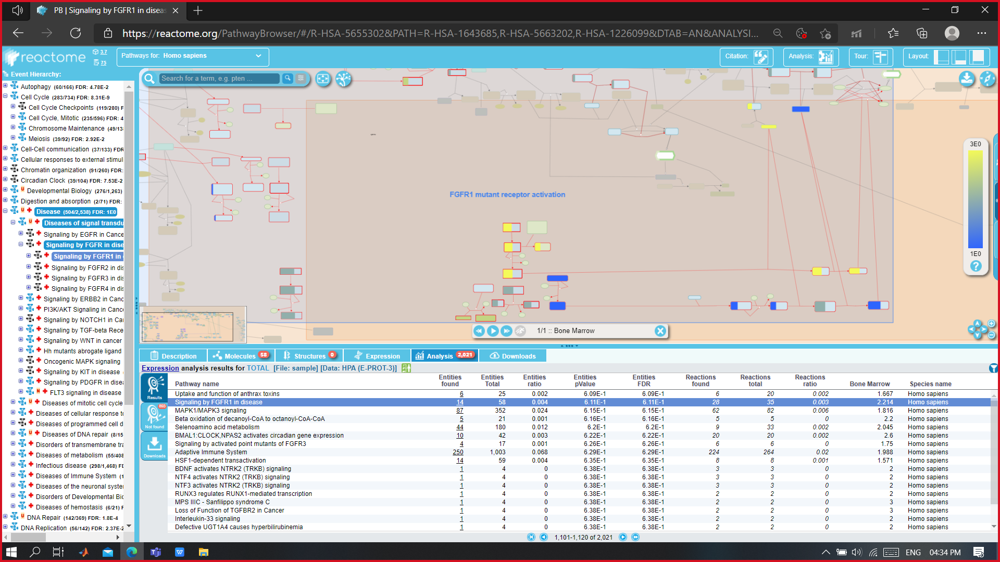 PB | Signaling by FGFR1 in diseas
https://reactome.org/PathwayBrowser/#/R-HSA-5655302&PATH=R-HSA-1643685,R-HSA-5663202,R-HSA-1226099&DTAB=AN&ANALYSI...
reactome
3.7
75
Pathways for: Homo sapiens
Citation:
Analysis:
Tour:
Layout:
Event Hierarchy:
Autophagy (60/166) FDR: 4.78E-2
Cell Cycle (283/734) FDR: 8.31E-9
Cell Cycle Checkpoints (119/280) F
Cell Cycle, Mitotic (235/596) FDR: 4
Chromosome Maintenance (49/13
Meiosis (39/92) FDR: 2.92E-2
Cell-Cell communication (37/133) FDR
Cellular responses to external stimul
Chromatin organization (91/260) FDR:
Circadian Clock (39/104) FDR: 7.53E-2
Developmental Biology (276/1,263)
Digestion and absorption (2/71) FDR:
Disease (504/2,538) FDR: 1E0
Diseases of signal transdu
Signaling by EGFR in Cance
Signaling by FGFR in dise
Signaling by FGFR1 in
Signaling by FGFR2 in dis
Signaling by FGFR3 in dis
Signaling by FGFR4 in dis
Signaling by ERBB2 in Canc
PI3K/AKT Signaling in Cance
Signaling by NOTCH1 in Ca
Signaling by TGF-beta Rece
Signaling by WNT in cancer
Hh mutants abrogate ligand
Oncogenic MAPK signaling
Signaling by KIT in disease
Signaling by PDGFR in disea
FLT3 signaling in disease
Diseases of mitotic cell cycle
Diseases of cellular response to
Diseases of programmed cell d
Diseases of DNA repair (8/15
Disorders of transmembrane tra
Diseases of metabolism (55/408
Infectious disease (298/1,468) FD
Diseases of Immune System (1
Diseases of the neuronal system
Disorders of Developmental Bio
Diseases of hemostasis (6/21) F
DNA Repair (142/369) FDR: 1.8E-4
DNA Replication (56/142) FDR: 2.37E-2
Search for a term, e.g. pten ...
FGFR1 mutant receptor activation
3E0
1E0
?
1/1 :: Bone Marrow
Description
Molecules 58
Structures 0
Expression
Analysis 2,021
Downloads
Expression analysis results for TOTAL [File: sample] [Data: HPA (E-PROT-3)]
Results
893
Not found
Downloads
Pathway name Entities found Entities Total Entities ratio Entities pValue Entities FDR Reactions found Reactions total Reactions ratio Bone Marrow Species name
Uptake and function of anthrax toxins 6 25 0.002 6.09E-1 6.09E-1 6 20 0.002 1.667 Homo sapiens
Signaling by FGFR1 in disease 14 58 0.004 6.11E-1 6.11E-1 28 35 0.003 2.214 Homo sapiens
MAPK1/MAPK3 signaling 87 352 0.024 6.15E-1 6.15E-1 62 82 0.006 1.816 Homo sapiens
Beta oxidation of decanoyl-CoA to octanoyl-CoA-CoA 5 21 0.001 6.16E-1 6.16E-1 5 5 0 2.2 Homo sapiens
Selenoamino acid metabolism 44 180 0.012 6.2E-1 6.2E-1 9 33 0.002 2.045 Homo sapiens
BMAL1:CLOCK,NPAS2 activates circadian gene expression 10 42 0.003 6.22E-1 6.22E-1 20 20 0.002 2.6 Homo sapiens
Signaling by activated point mutants of FGFR3 4 17 0.001 6.26E-1 6.26E-1 6 6 0 1.75 Homo sapiens
Adaptive Immune System 250 1,003 0.068 6.29E-1 6.29E-1 224 264 0.02 1.988 Homo sapiens
HSF1-dependent transactivation 14 59 0.004 6.35E-1 6.35E-1 8 8 0.001 1.571 Homo sapiens
BDNF activates NTRK2 (TRKB) signaling 1 4 0 6.38E-1 6.38E-1 3 3 0 2 Homo sapiens
NTF4 activates NTRK2 (TRKB) signaling 1 4 0 6.38E-1 6.38E-1 3 3 0 2 Homo sapiens
NTF3 activates NTRK2 (TRKB) signaling 1 4 0 6.38E-1 6.38E-1 3 3 0 2 Homo sapiens
RUNX3 regulates RUNX1-mediated transcription 1 4 0 6.38E-1 6.38E-1 2 2 0 2 Homo sapiens
MPS IIIC - Sanfilippo syndrome C 1 4 0 6.38E-1 6.38E-1 2 2 0 3 Homo sapiens
Loss of Function of TGFBR2 in Cancer 1 4 0 6.38E-1 6.38E-1 2 2 0 3 Homo sapiens
Interleukin-33 signaling 1 4 0 6.38E-1 6.38E-1 2 2 0 2 Homo sapiens
Defective UGT1A4 causes hyperbilirubinemia 1 4 0 6.38E-1 6.38E-1 2 2 0 2 Homo sapiens
1,101-1,120 of 2,021
ENG
04:34 PM